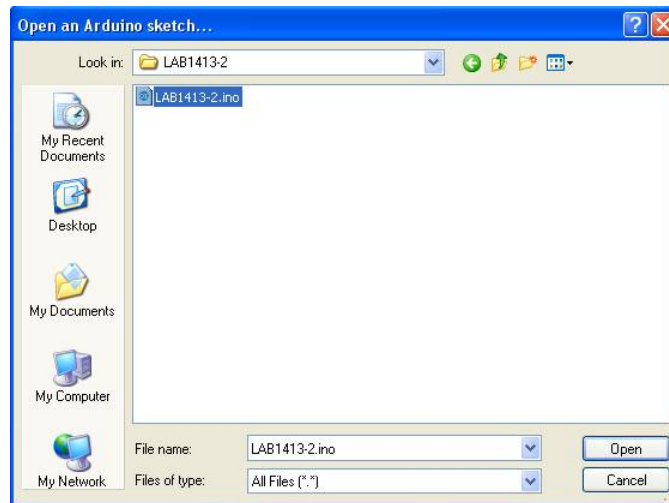 Open an Arduino sketch...
Look in:
LAB1413-2
LAB1413-2.ino
My Recent
Documents
Desktop
My Documents
My Computer
My Network
File name:
LAB1413-2.ino
Open
Files of type:
All Files (*.*)
Cancel